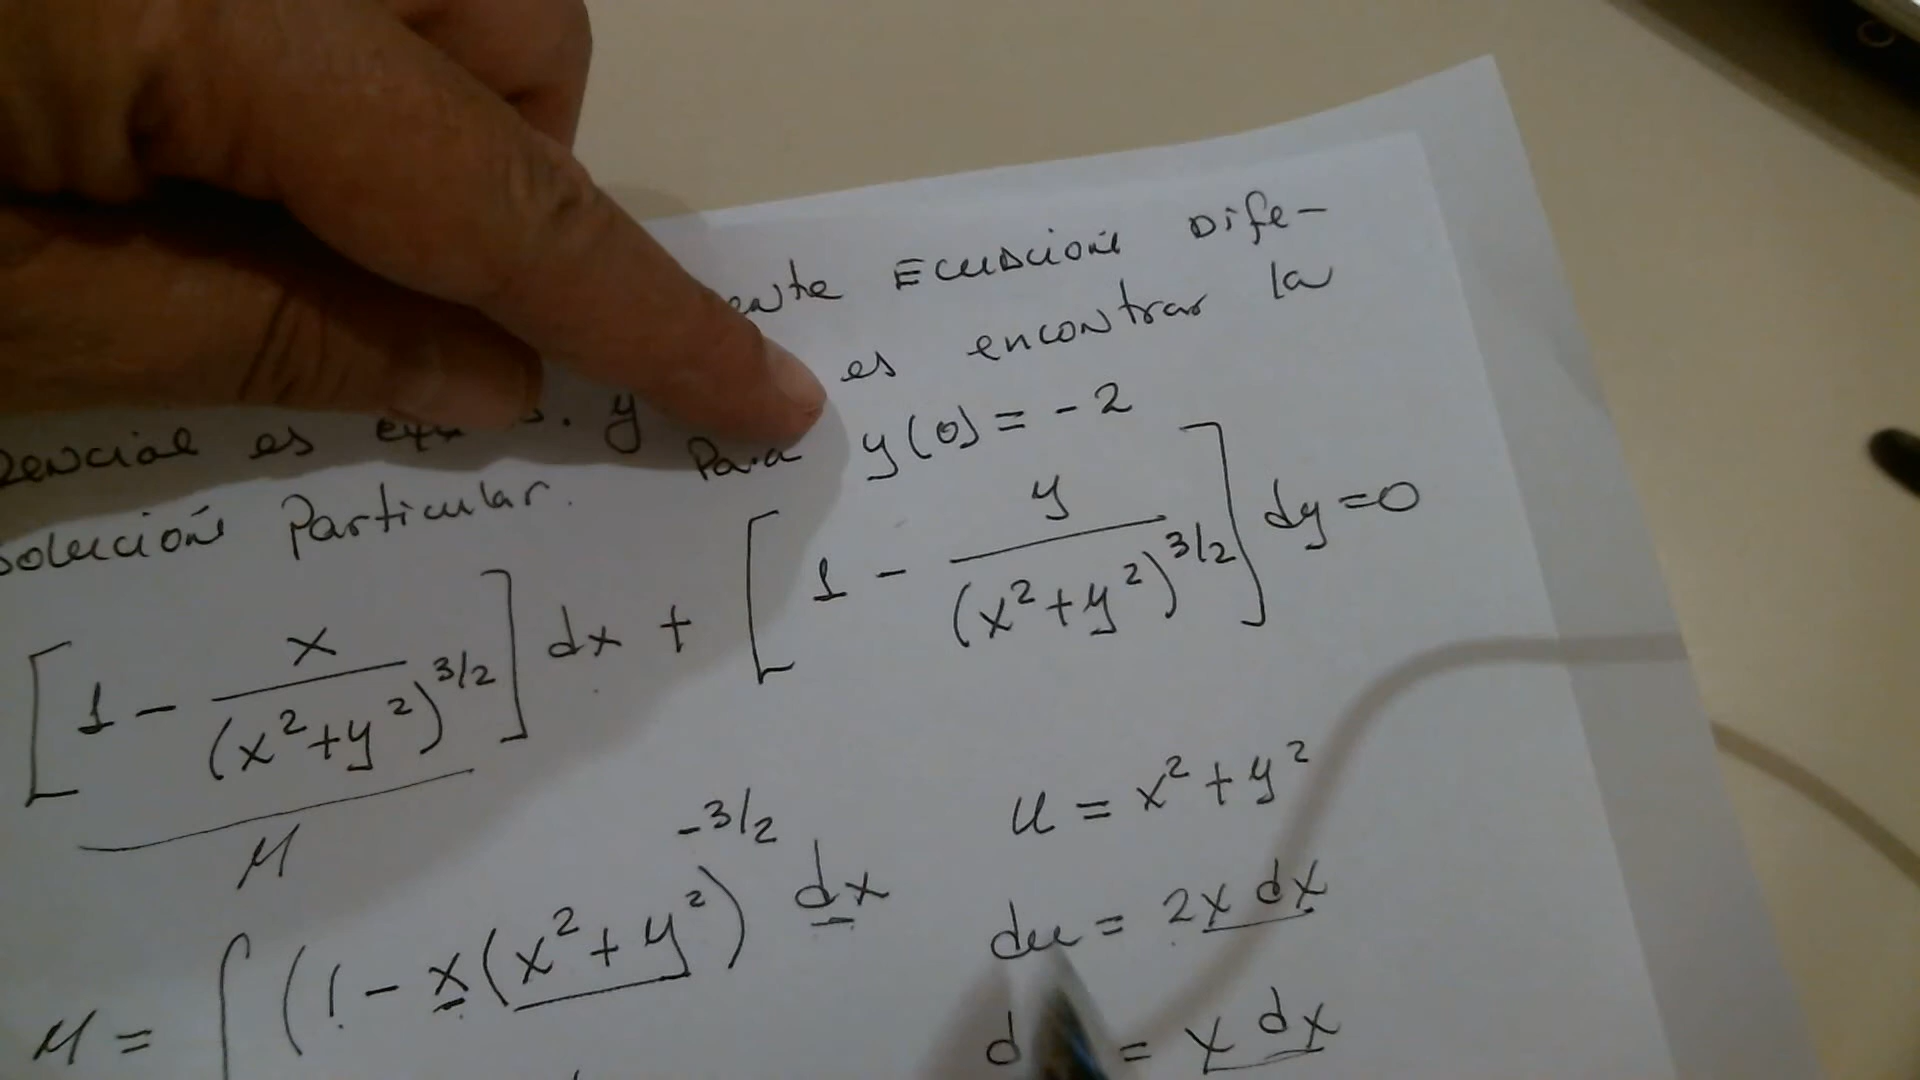 Ecuación Dife-
rencial es y es encontrar la
solución Particular. Para y(0) = -2
[1 - x/(x²+y²)^3/2] dx + [1 - y/(x²+y²)^3/2] dy = 0
M
u = x² + y²
M = ∫(1 - x(x²+y²)^-3/2 dx
du = 2x dx
= x dx